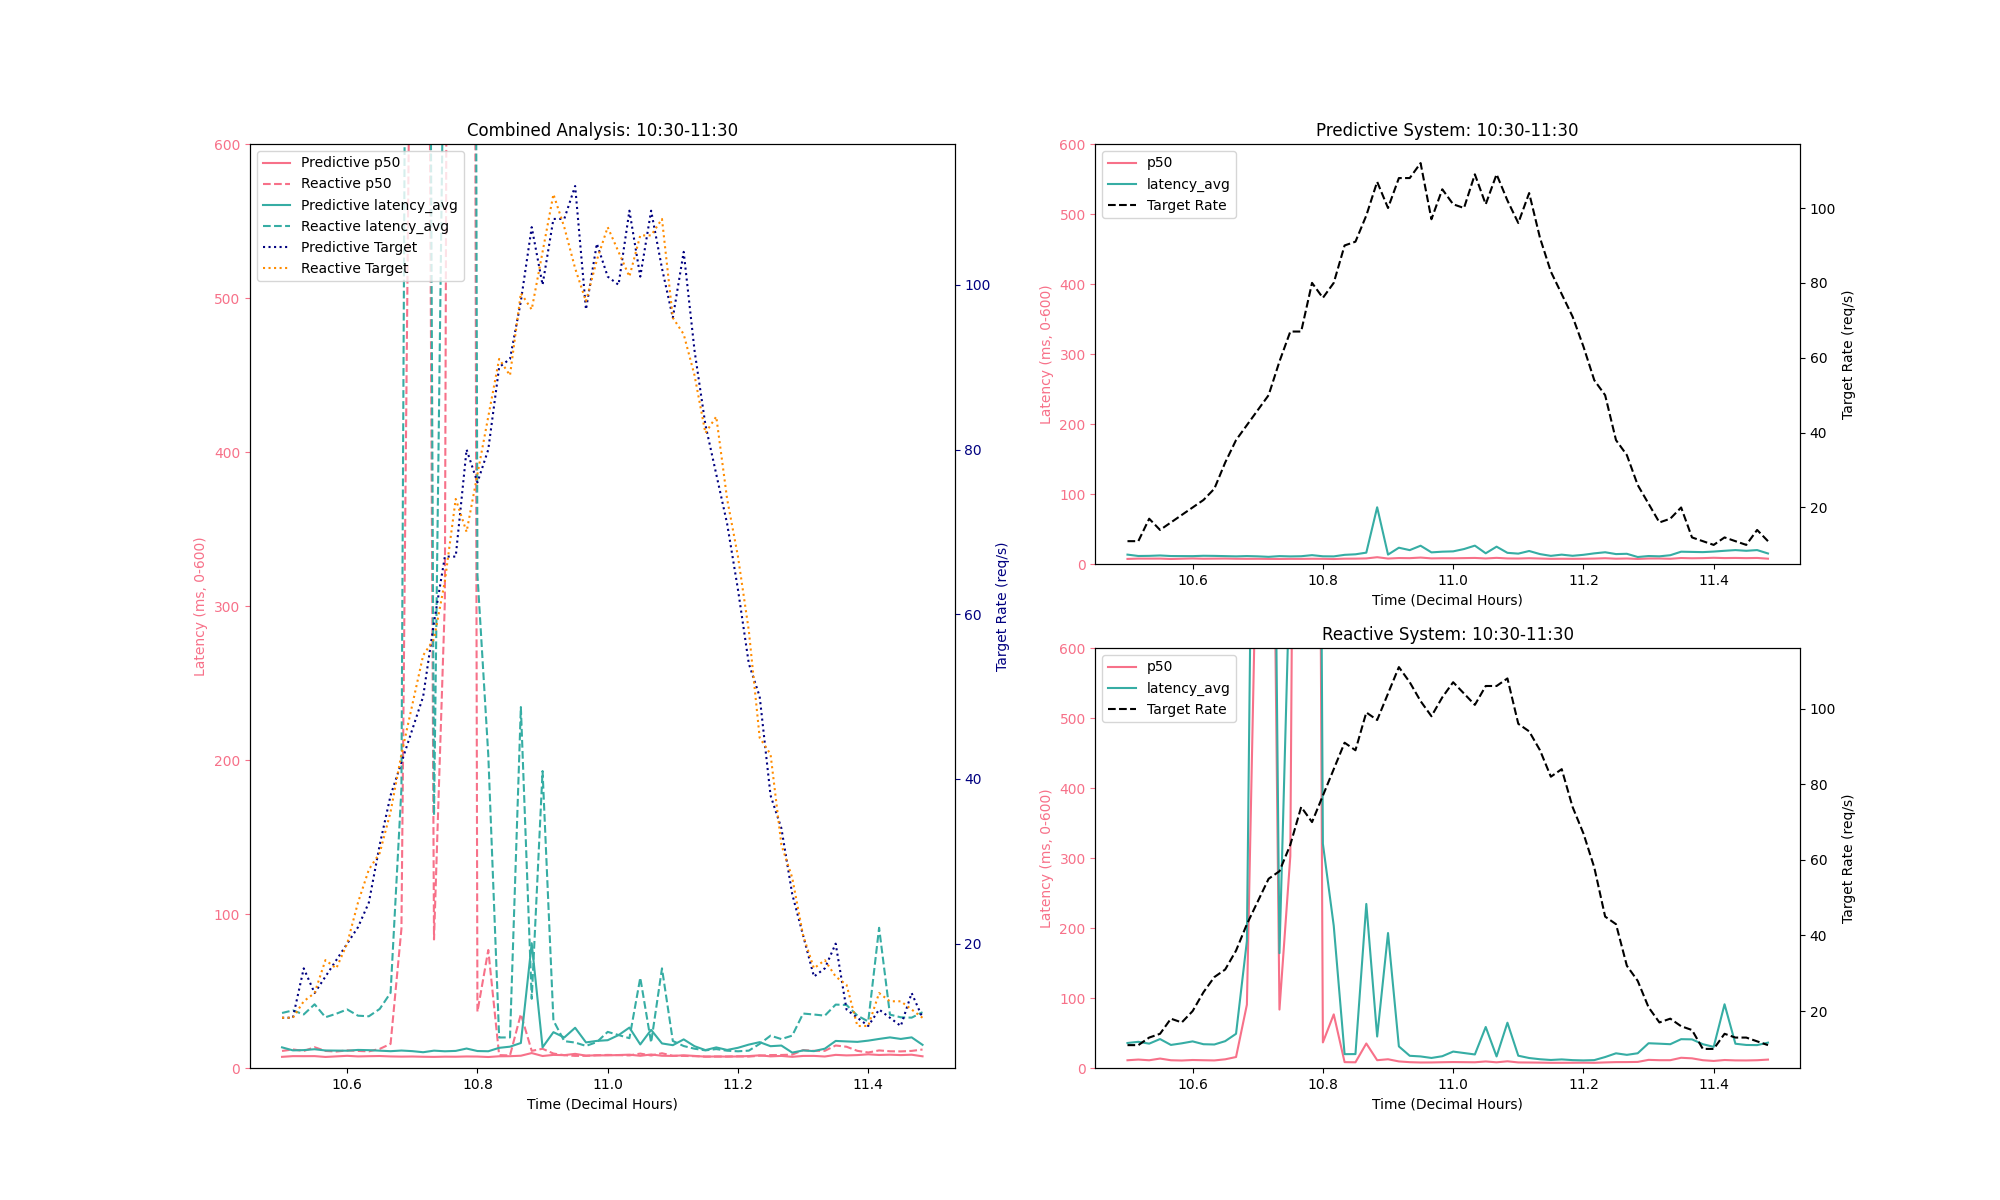 Combined Analysis: 10:30-11:30
600
500
400
300
200
100
0
Latency (ms, 0-600)
Predictive p50
Reactive p50
Predictive latency_avg
Reactive latency_avg
Predictive Target
Reactive Target
100
80
60
40
20
Target Rate (req/s)
10.6 10.8 11.0 11.2 11.4
Time (Decimal Hours)
Predictive System: 10:30-11:30
600
500
400
300
200
100
0
Latency (ms, 0-600)
p50
latency_avg
Target Rate
100
80
60
40
20
Target Rate (req/s)
10.6 10.8 11.0 11.2 11.4
Time (Decimal Hours)
Reactive System: 10:30-11:30
600
500
400
300
200
100
0
Latency (ms, 0-600)
p50
latency_avg
Target Rate
100
80
60
40
20
Target Rate (req/s)
10.6 10.8 11.0 11.2 11.4
Time (Decimal Hours)